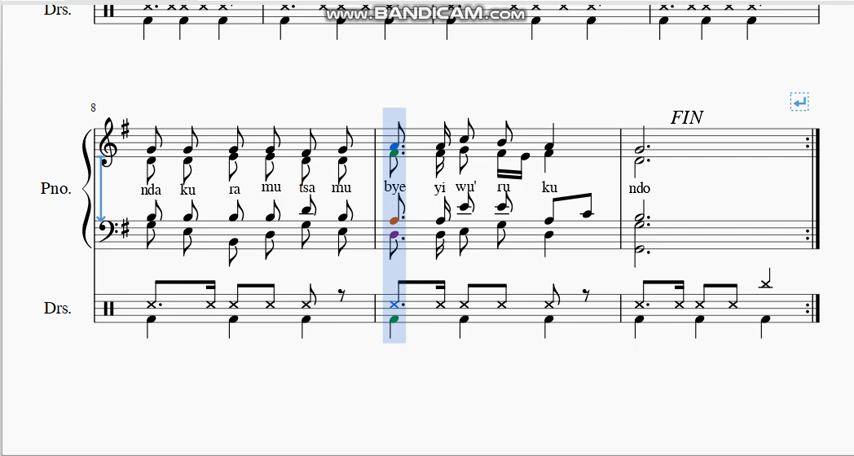 Drs.
www.BANDICAM.com
8
FIN
Pno.
nda ku ra mu tsa mu bye yi wu' ru ku ndo
Drs.